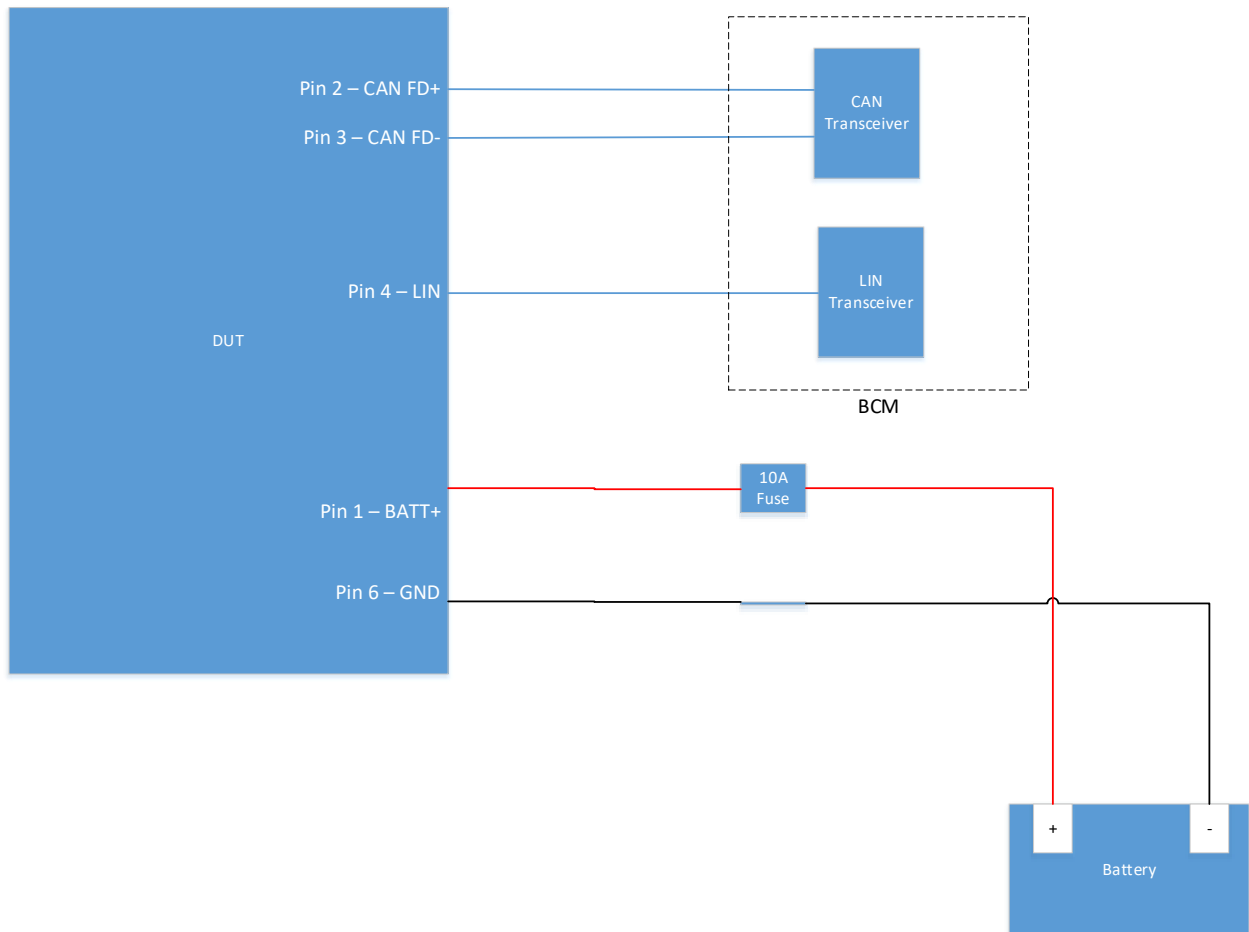 Pin 2 – CAN FD+
Pin 3 – CAN FD-
CAN
Transceiver
Pin 4 – LIN
LIN
Transceiver
DUT
BCM
10A
Fuse
Pin 1 – BATT+
Pin 6 – GND
+
-
Battery